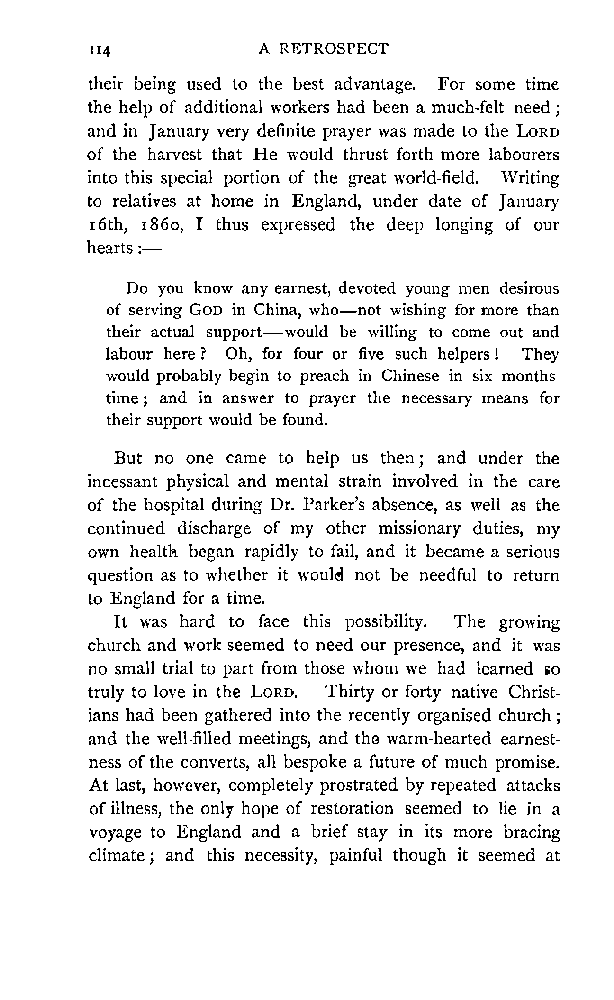 114 A RETROSPECT
their being used to the best advantage. For some time
the help of additional workers had been a much-felt need ;
and in January very definite prayer was made to the LORD
of the harvest that He would thrust forth more labourers
into this special portion of the great world-field. Writing
to relatives at home in England, under date of January
16th, 1860, I thus expressed the deep longing of our
hearts :—
Do you know any earnest, devoted young men desirous
of serving GOD in China, who—not wishing for more than
their actual support—would be willing to come out and
labour here ? Oh, for four or five such helpers ! They
would probably begin to preach in Chinese in six months
time ; and in answer to prayer the necessary means for
their support would be found.
But no one came to help us then ; and under the
incessant physical and mental strain involved in the care
of the hospital during Dr. Parker's absence, as well as the
continued discharge of my other missionary duties, my
own health began rapidly to fail, and it became a serious
question as to whether it would not be needful to return
to England for a time.
It was hard to face this possibility. The growing
church and work seemed to need our presence, and it was
no small trial to part from those whom we had learned so
truly to love in the LORD. Thirty or forty native Christ-
ians had been gathered into the recently organised church ;
and the well-filled meetings, and the warm-hearted earnest-
ness of the converts, all bespoke a future of much promise.
At last, however, completely prostrated by repeated attacks
of illness, the only hope of restoration seemed to lie in a
voyage to England and a brief stay in its more bracing
climate ; and this necessity, painful though it seemed at